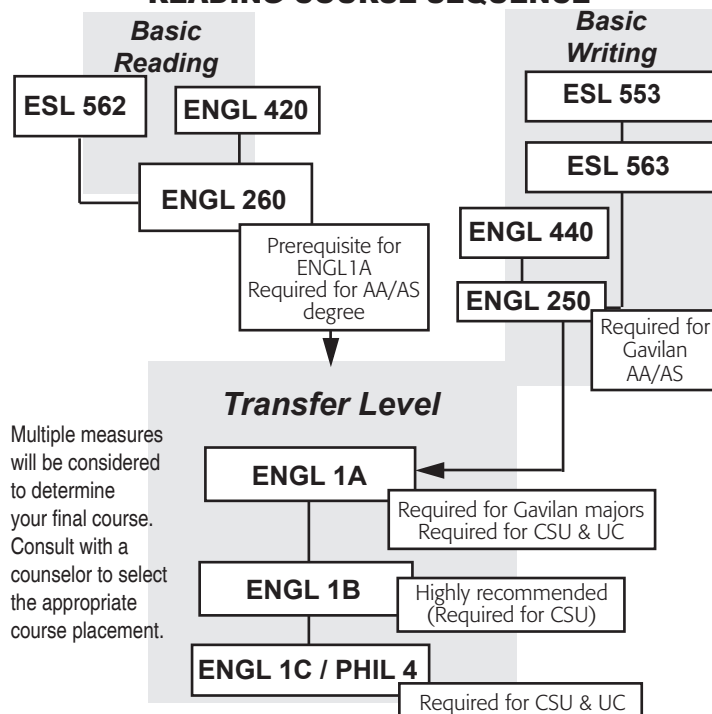 READING COURSE SEQUENCE
Basic
Reading
ESL 562
ENGL 420
ENGL 260
Prerequisite for
ENGL1A
Required for AA/AS
degree
Basic
Writing
ESL 553
ESL 563
ENGL 440
ENGL 250
Required for
Gavilan
AA/AS
Transfer Level
Multiple measures
will be considered
to determine
your final course.
Consult with a
counselor to select
the appropriate
course placement.
ENGL 1A
Required for Gavilan majors
Required for CSU & UC
ENGL 1B
Highly recommended
(Required for CSU)
ENGL 1C / PHIL 4
Required for CSU & UC